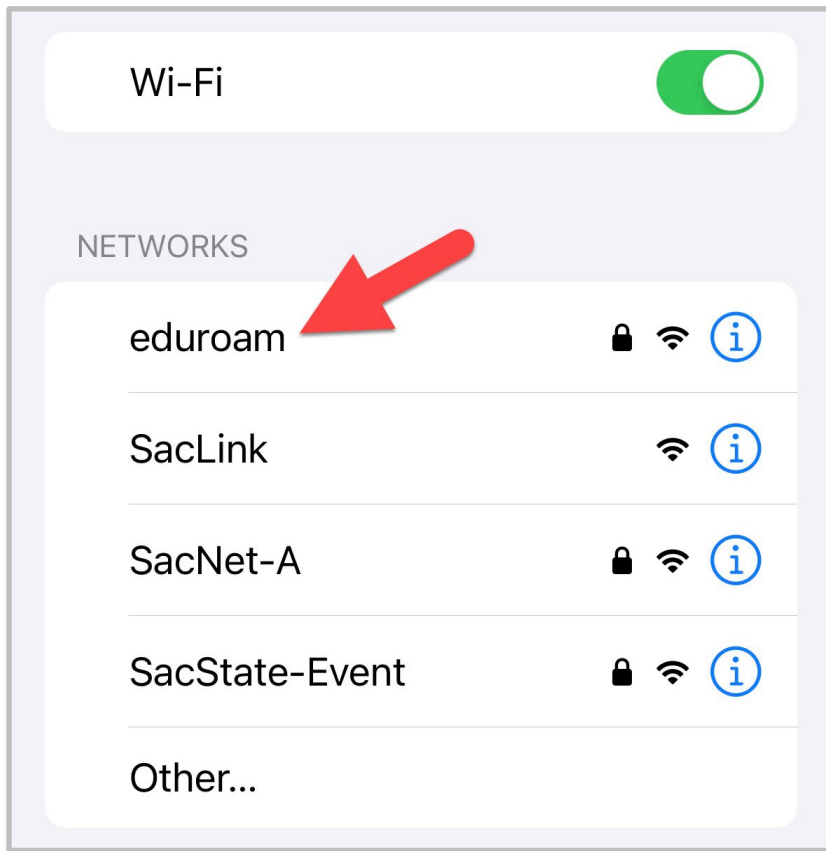 Wi-Fi
NETWORKS
eduroam
SacLink
SacNet-A
SacState-Event
Other...